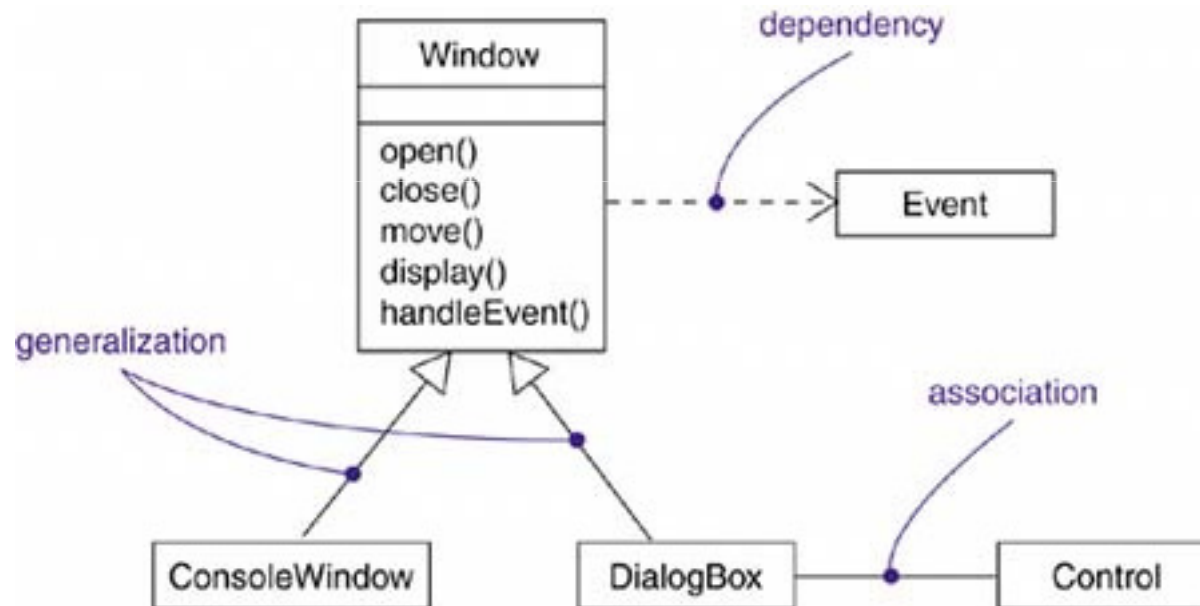 dependency
Window
open()
close()
move()
display()
handleEvent()
Event
generalization
association
ConsoleWindow
DialogBox
Control